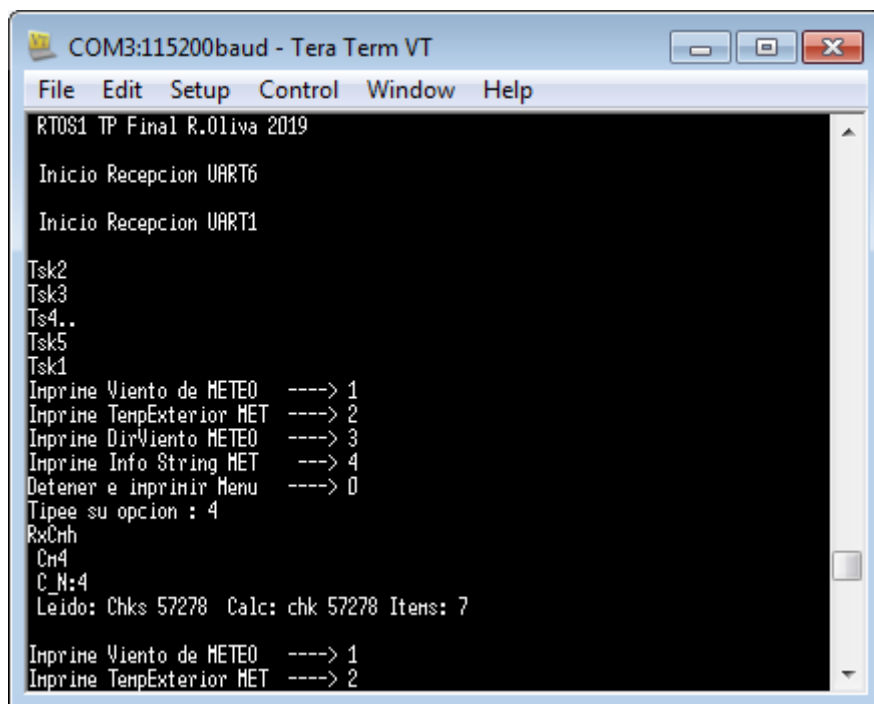 COM3:115200baud - Tera Term VT
File Edit Setup Control Window Help
RTOS1 TP Final R.Oliva 2019
Inicio Recepcion UART6
Inicio Recepcion UART1
Tsk2
Tsk3
Ts4..
Tsk5
Tsk1
Imprime Viento de METEO ----> 1
Imprime TempExterior MET ----> 2
Imprime DirViento METEO ----> 3
Imprime Info String MET ---> 4
Detener e imprimir Menu ----> 0
Tipee su opcion : 4
RxCmh
Cm4
C_N:4
Leido: Chks 57278 Calc: chk 57278 Items: 7
Imprime Viento de METEO ----> 1
Imprime TempExterior MET ----> 2